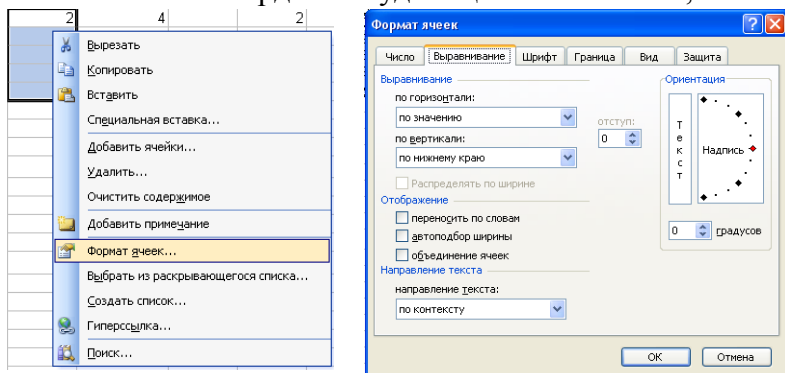 2 4 2
Вырезать
Копировать
Вставить
Специальная вставка...
Добавить ячейки...
Удалить...
Очистить содержимое
Добавить примечание
Формат ячеек...
Выбрать из раскрывающегося списка...
Создать список...
Гиперссылка...
Поиск...
Формат ячеек
Число Выравнивание Шрифт Граница Вид Защита
Выравнивание
по горизонтали:
по значению
отступ:
0
по вертикали:
по нижнему краю
Распределять по ширине
Отображение
переносить по словам
автоподбор ширины
объединение ячеек
Направление текста
направление текста:
по контексту
Ориентация
Текст
Надпись
0 градусов
ОК Отмена